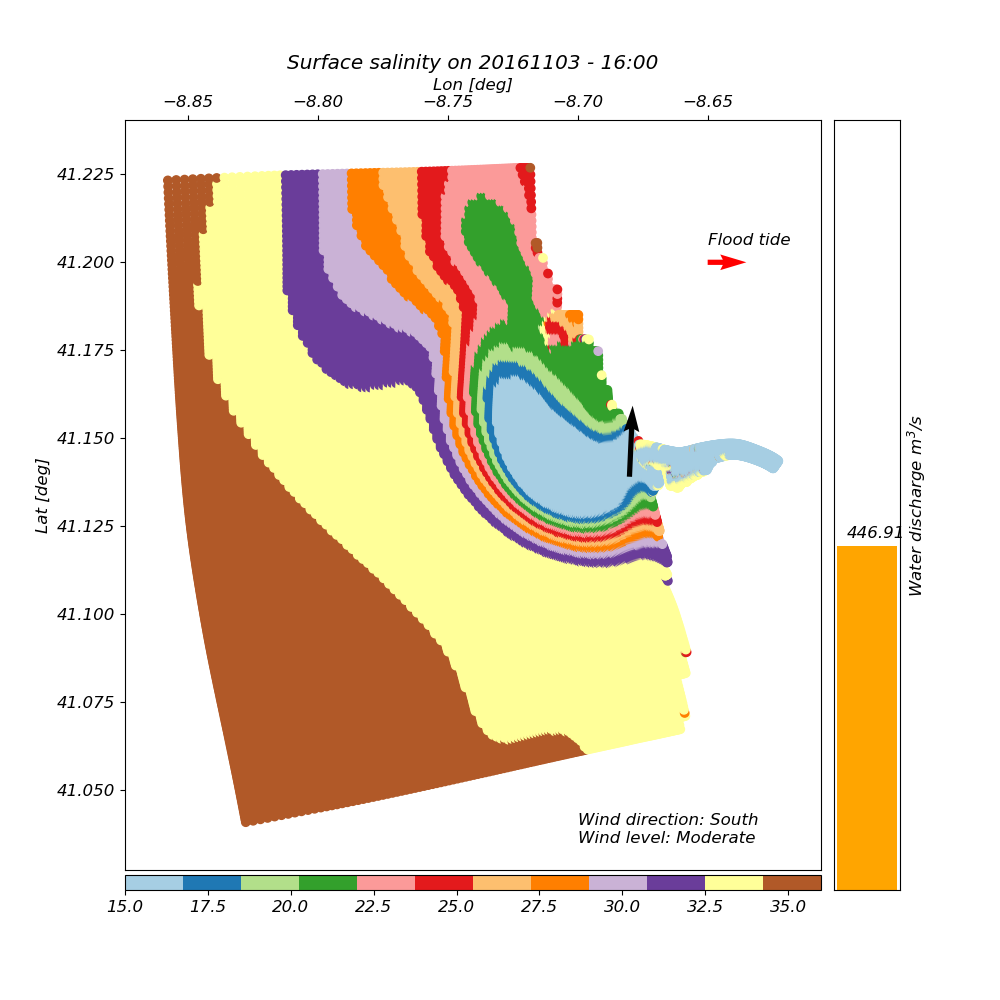 Surface salinity on 20161103 - 16:00
Lon [deg]
−8.85 −8.80 −8.75 −8.70 −8.65
41.225
41.200
41.175
41.150
41.125
41.100
41.075
41.050
Lat [deg]
Flood tide
Wind direction: South
Wind level: Moderate
446.91
Water discharge m³/s
15.0 17.5 20.0 22.5 25.0 27.5 30.0 32.5 35.0